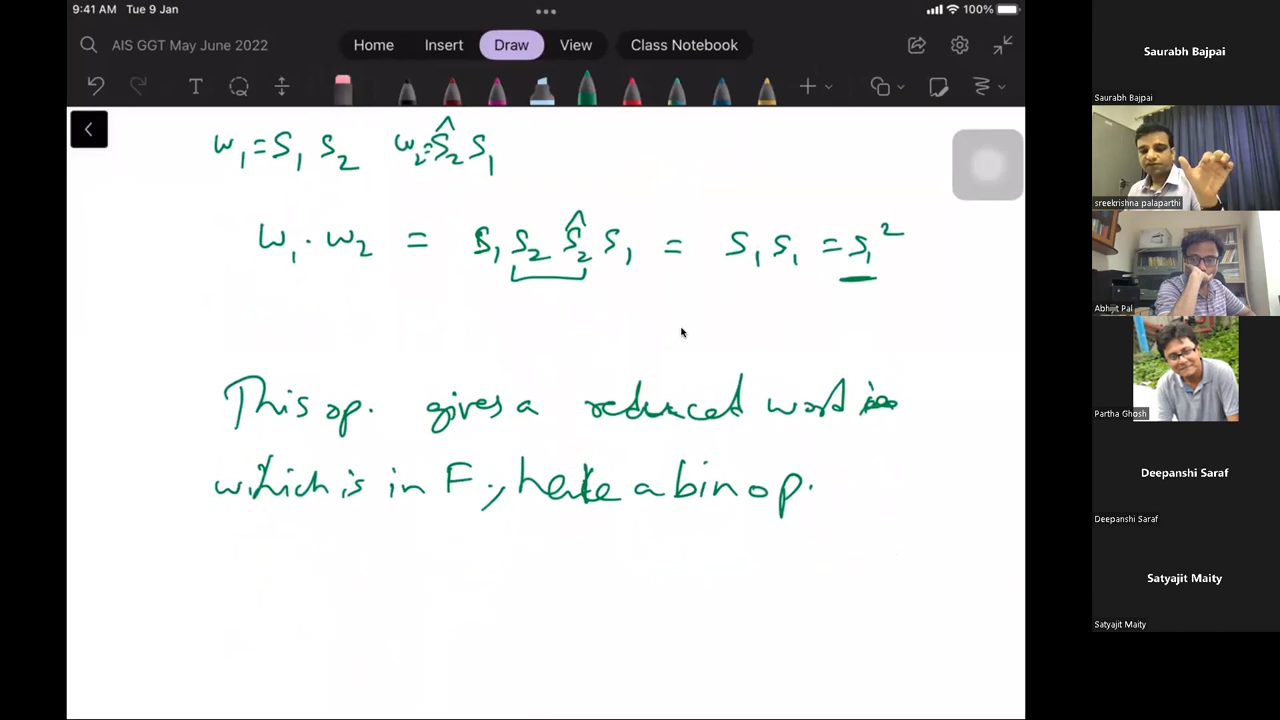 9:41 AM Tue 9 Jan
100%
AIS GGT May June 2022
Home Insert Draw View Class Notebook
w₁ = S₁ S₂ w₂ = Ŝ₂ S₁
w₁ · w₂ = S₁ S₂ Ŝ₂ S₁ = S₁ S₁ = S₁²
This op. gives a reduced word
which is in F., hence a bin op.
Saurabh Bajpai
Saurabh Bajpai
sreekrishna palaparthi
Abhijit Pal
Partha Ghosh
Deepanshi Saraf
Deepanshi Saraf
Satyajit Maity
Satyajit Maity